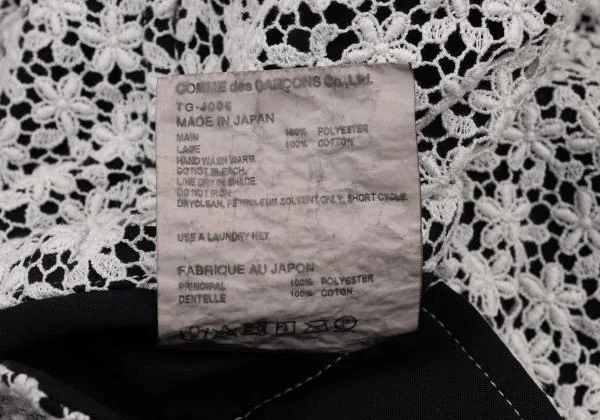 COMME des GARÇONS Co., Ltd.
TG-J006
MADE IN JAPAN
MAIN 100% POLYESTER
LACE 100% COTTON
HAND WASH WARM.
DO NOT BLEACH.
LINE DRY IN SHADE.
DO NOT IRON.
DRYCLEAN, PETROLEUM SOLVENT ONLY, SHORT CYCLE.
USE A LAUNDRY NET
FABRIQUE AU JAPON
PRINCIPAL 100% POLYESTER
DENTELLE 100% COTON